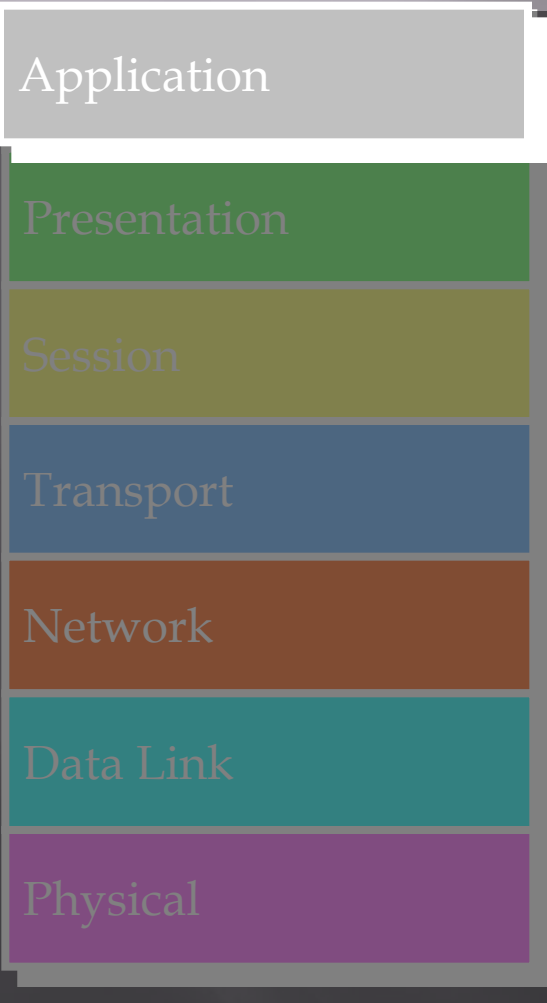 Application
Presentation
Session
Transport
Network
Data Link
Physical